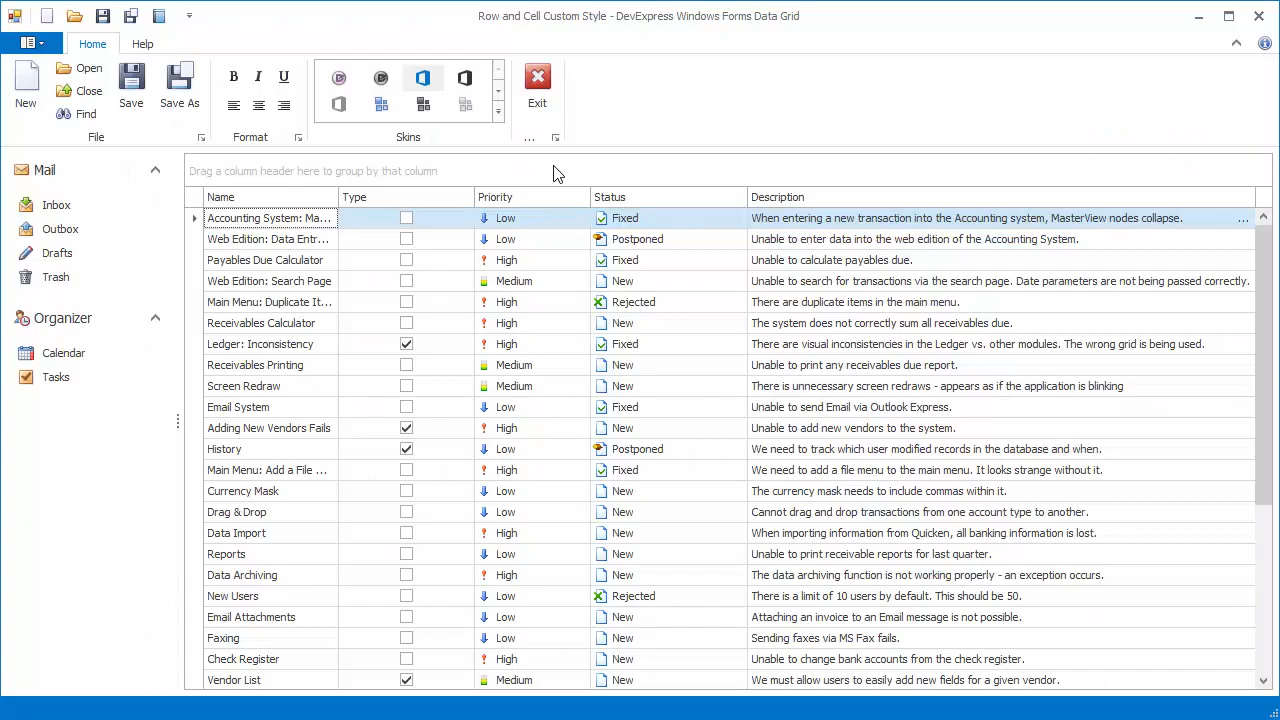 Row and Cell Custom Style - DevExpress Windows Forms Data Grid
Home Help
New Open Close Find Save Save As Exit
File Format Skins ...
Mail
Inbox
Outbox
Drafts
Trash
Organizer
Calendar
Tasks
Drag a column header here to group by that column
Name Type Priority Status Description
Accounting System: Ma... Low Fixed When entering a new transaction into the Accounting system, MasterView nodes collapse. ...
Web Edition: Data Entr... Low Postponed Unable to enter data into the web edition of the Accounting System.
Payables Due Calculator High Fixed Unable to calculate payables due.
Web Edition: Search Page Medium New Unable to search for transactions via the search page. Date parameters are not being passed correctly.
Main Menu: Duplicate It... High Rejected There are duplicate items in the main menu.
Receivables Calculator High New The system does not correctly sum all receivables due.
Ledger: Inconsistency High Fixed There are visual inconsistencies in the Ledger vs. other modules. The wrong grid is being used.
Receivables Printing Medium New Unable to print any receivables due report.
Screen Redraw Medium New There is unnecessary screen redraws - appears as if the application is blinking
Email System Low Fixed Unable to send Email via Outlook Express.
Adding New Vendors Fails High New Unable to add new vendors to the system.
History Low Postponed We need to track which user modified records in the database and when.
Main Menu: Add a File ... High Fixed We need to add a file menu to the main menu. It looks strange without it.
Currency Mask Low New The currency mask needs to include commas within it.
Drag & Drop Low New Cannot drag and drop transactions from one account type to another.
Data Import High New When importing information from Quicken, all banking information is lost.
Reports Low New Unable to print receivable reports for last quarter.
Data Archiving High New The data archiving function is not working properly - an exception occurs.
New Users Low Rejected There is a limit of 10 users by default. This should be 50.
Email Attachments Low New Attaching an invoice to an Email message is not possible.
Faxing Low New Sending faxes via MS Fax fails.
Check Register High New Unable to change bank accounts from the check register.
Vendor List Medium New We must allow users to easily add new fields for a given vendor.